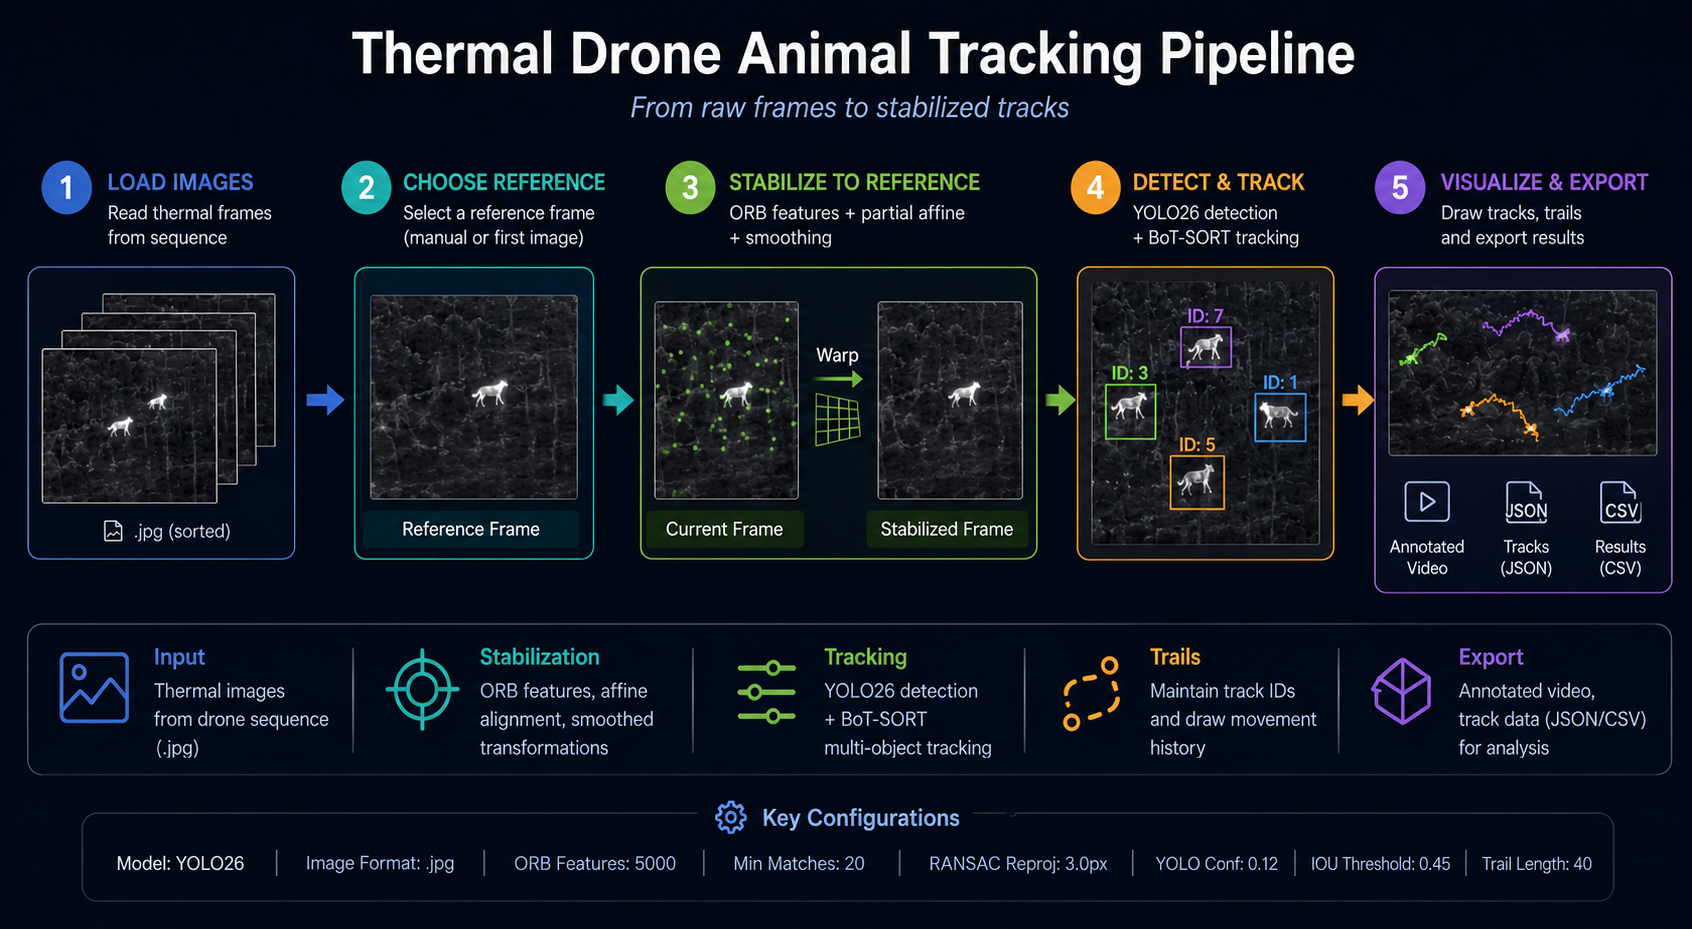 Thermal Drone Animal Tracking Pipeline
From raw frames to stabilized tracks
1
LOAD IMAGES
Read thermal frames
from sequence
.jpg (sorted)
2
CHOOSE REFERENCE
Select a reference frame
(manual or first image)
Reference Frame
3
STABILIZE TO REFERENCE
ORB features + partial affine
+ smoothing
Warp
Current Frame
Stabilized Frame
4
DETECT & TRACK
YOLO26 detection
+ BoT-SORT tracking
ID: 7
ID: 3
ID: 1
ID: 5
5
VISUALIZE & EXPORT
Draw tracks, trails
and export results
Annotated
Video
JSON
Tracks
(JSON)
CSV
Results
(CSV)
Input
Thermal images
from drone sequence
(.jpg)
Stabilization
ORB features, affine
alignment, smoothed
transformations
Tracking
YOLO26 detection
+ BoT-SORT
multi-object tracking
Trails
Maintain track IDs
and draw movement
history
Export
Annotated video,
track data (JSON/CSV)
for analysis
Key Configurations
Model: YOLO26
Image Format: .jpg
ORB Features: 5000
Min Matches: 20
RANSAC Reproj: 3.0px
YOLO Conf: 0.12
IOU Threshold: 0.45
Trail Length: 40